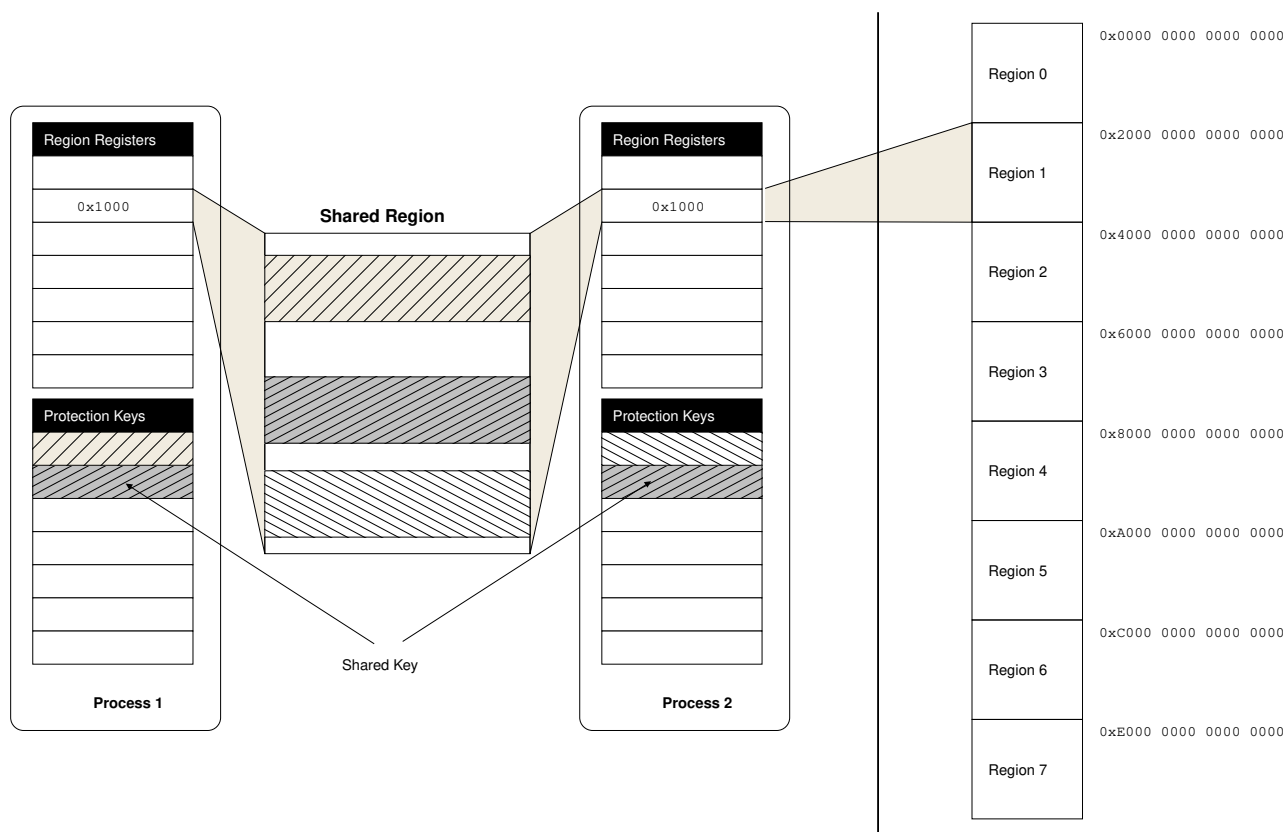 Region Registers
0x1000
Protection Keys
Process 1
Shared Region
Shared Key
Region Registers
0x1000
Protection Keys
Process 2
0x0000 0000 0000 0000
Region 0
0x2000 0000 0000 0000
Region 1
0x4000 0000 0000 0000
Region 2
0x6000 0000 0000 0000
Region 3
0x8000 0000 0000 0000
Region 4
0xA000 0000 0000 0000
Region 5
0xC000 0000 0000 0000
Region 6
0xE000 0000 0000 0000
Region 7